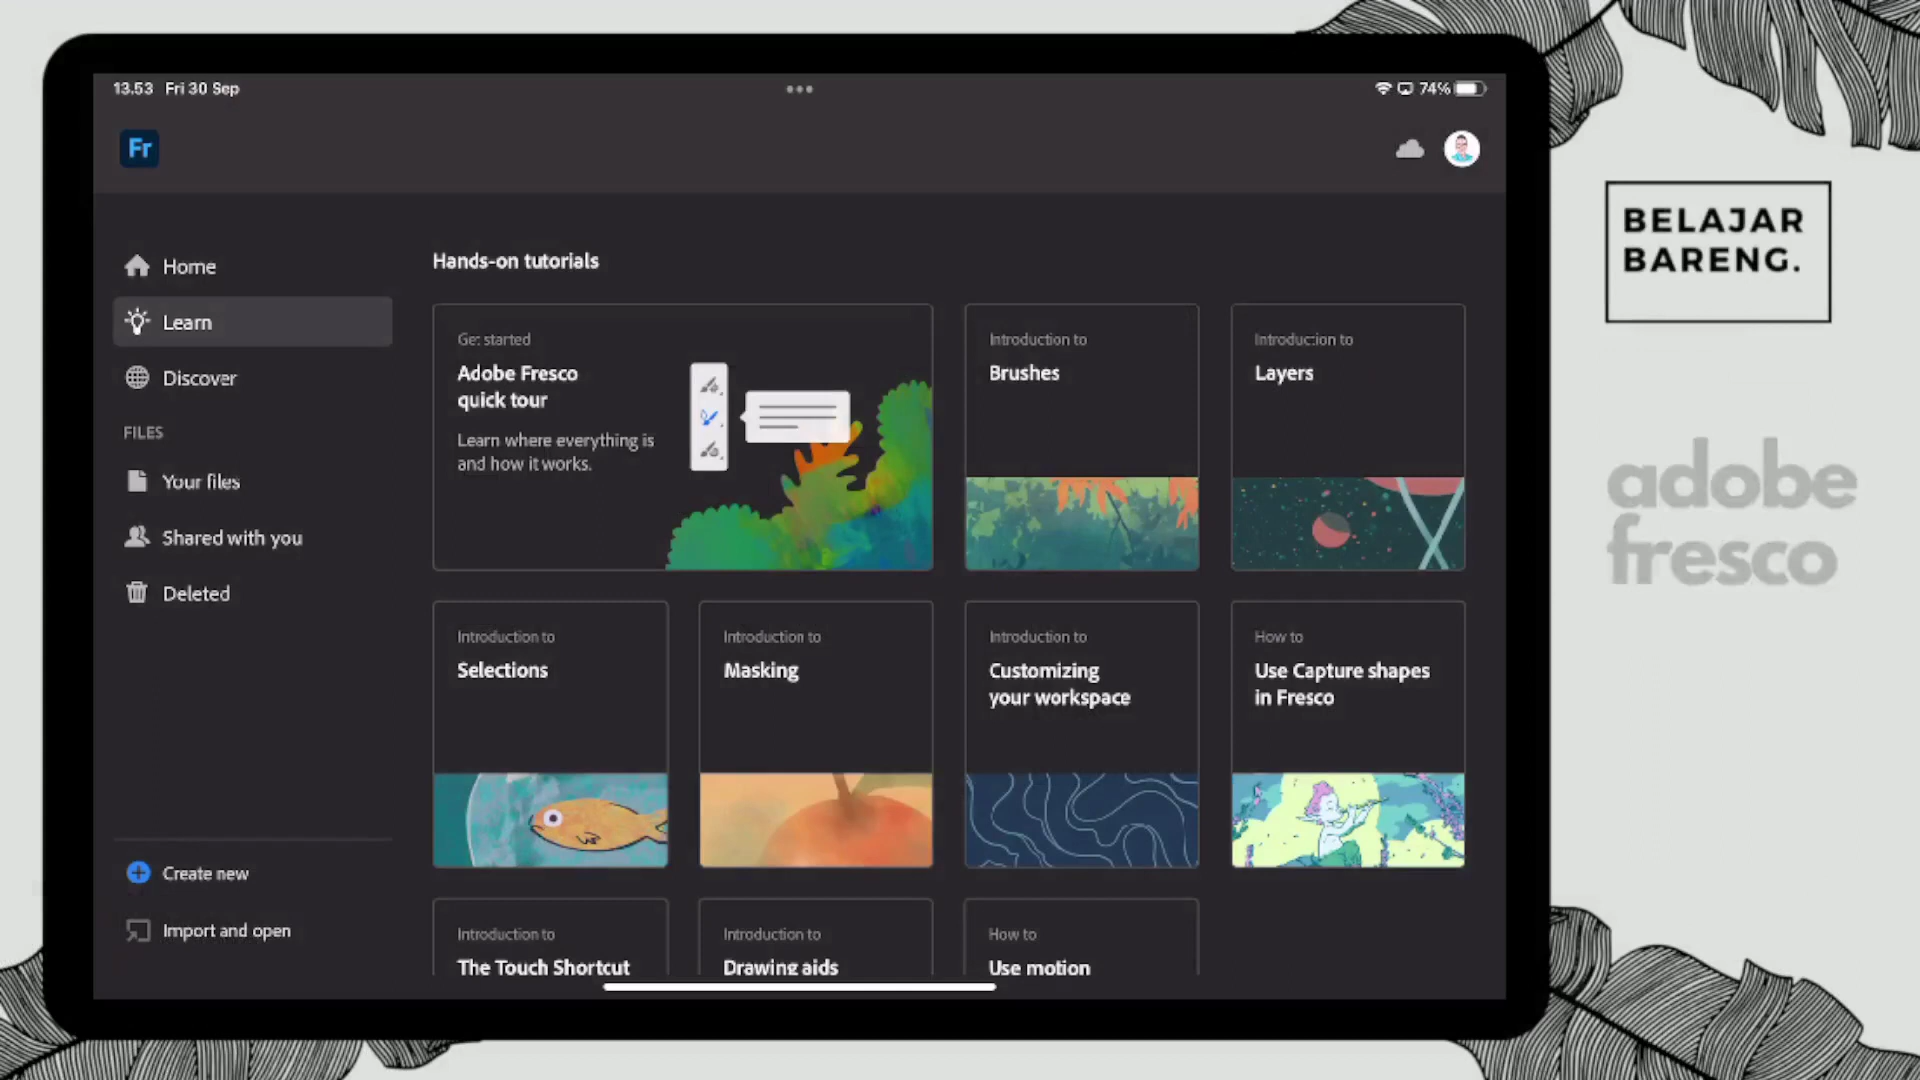 13.53 Fri 30 Sep
74%
Fr
Home
Learn
Discover
FILES
Your files
Shared with you
Deleted
Create new
Import and open
Hands-on tutorials
Get started
Adobe Fresco
quick tour
Learn where everything is
and how it works.
Introduction to
Brushes
Introduction to
Layers
Introduction to
Selections
Introduction to
Masking
Introduction to
Customizing
your workspace
How to
Use Capture shapes
in Fresco
Introduction to
The Touch Shortcut
Introduction to
Drawing aids
How to
Use motion
BELAJAR
BARENG.
adobe
fresco